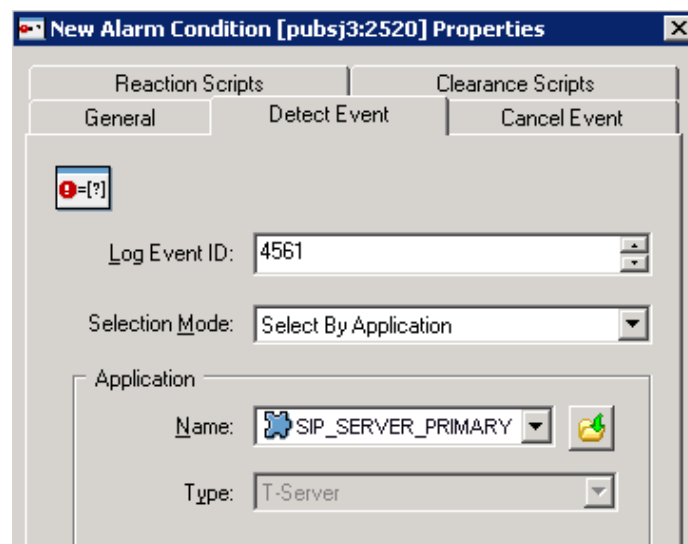 New Alarm Condition [pubsj3:2520] Properties
Reaction Scripts Clearance Scripts
General Detect Event Cancel Event
=[?]
Log Event ID: 4561
Selection Mode: Select By Application
Application
Name: SIP_SERVER_PRIMARY
Type: T-Server